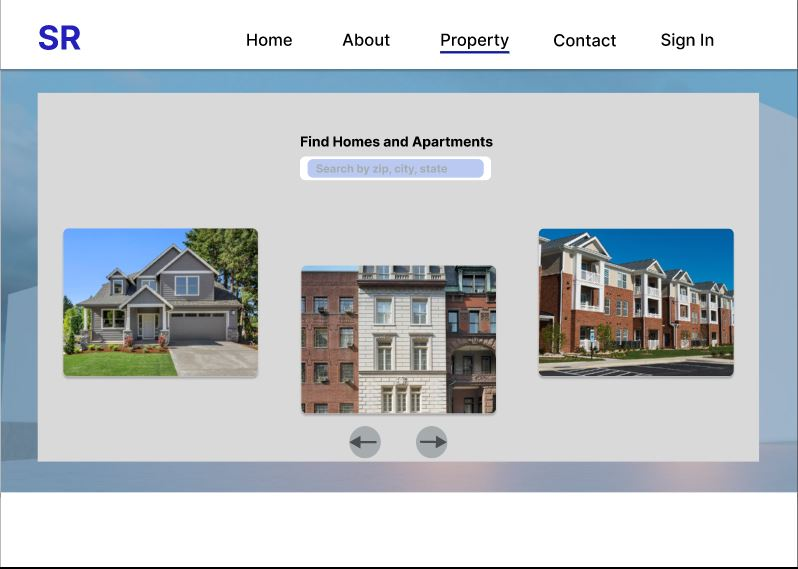 SR
Home About Property Contact Sign In
Find Homes and Apartments
Search by zip, city, state